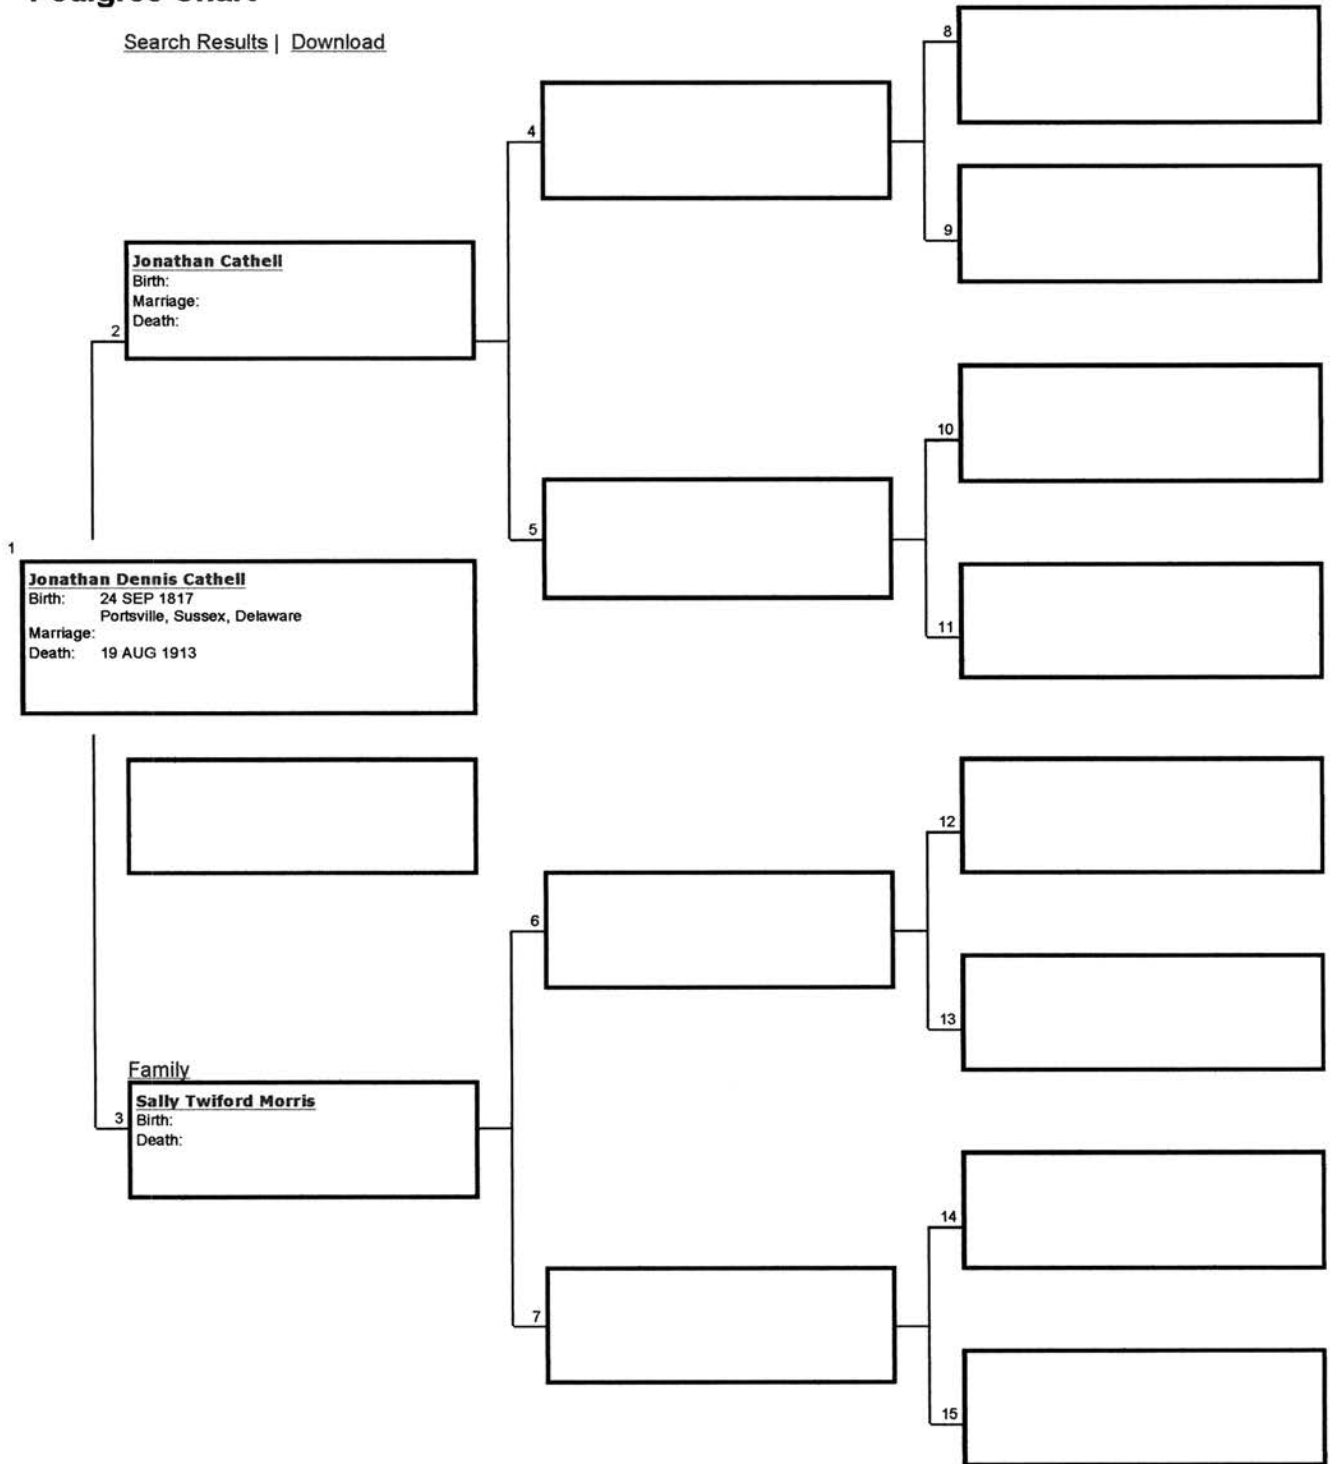 Pedigree Chart
Search Results | Download
8
4
9
Jonathan Cathell
Birth:
Marriage:
Death:
2
10
5
1
Jonathan Dennis Cathell
Birth: 24 SEP 1817
Portsville, Sussex, Delaware
Marriage:
Death: 19 AUG 1913
11
12
6
13
Family
Sally Twiford Morris
3
Birth:
Death:
14
7
15